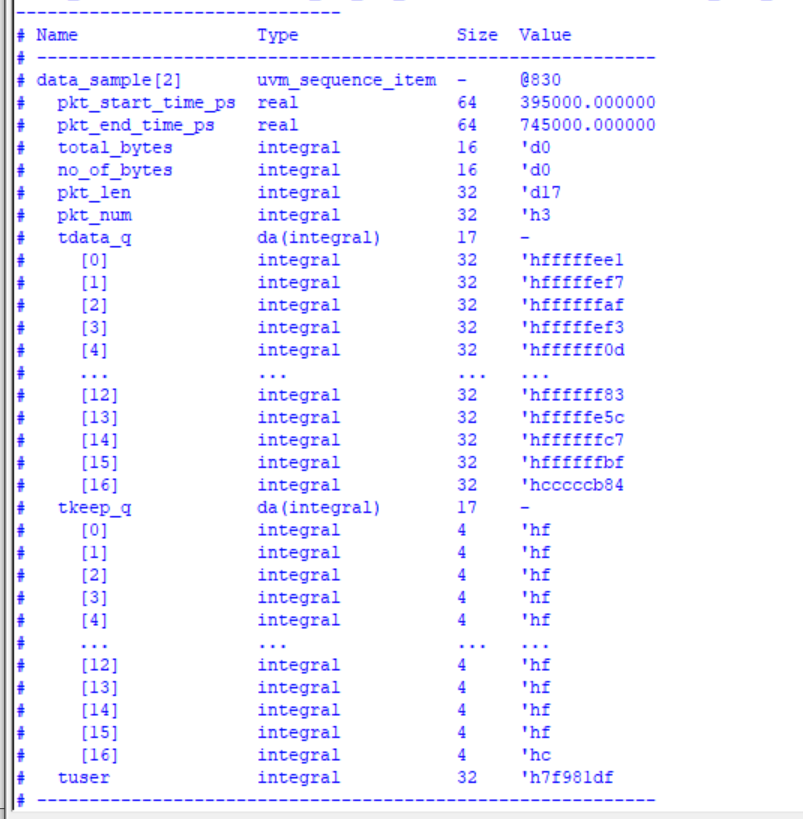 ------------------------------
# Name Type Size Value
# ---------------------------------------------------------
# data_sample[2] uvm_sequence_item - @830
# pkt_start_time_ps real 64 395000.000000
# pkt_end_time_ps real 64 745000.000000
# total_bytes integral 16 'd0
# no_of_bytes integral 16 'd0
# pkt_len integral 32 'd17
# pkt_num integral 32 'h3
# tdata_q da(integral) 17 -
# [0] integral 32 'hfffffee1
# [1] integral 32 'hfffffef7
# [2] integral 32 'hffffffaf
# [3] integral 32 'hfffffef3
# [4] integral 32 'hffffff0d
# ... ... ... ...
# [12] integral 32 'hffffff83
# [13] integral 32 'hfffffe5c
# [14] integral 32 'hffffffc7
# [15] integral 32 'hffffffbf
# [16] integral 32 'hcccccb84
# tkeep_q da(integral) 17 -
# [0] integral 4 'hf
# [1] integral 4 'hf
# [2] integral 4 'hf
# [3] integral 4 'hf
# [4] integral 4 'hf
# ... ... ... ...
# [12] integral 4 'hf
# [13] integral 4 'hf
# [14] integral 4 'hf
# [15] integral 4 'hf
# [16] integral 4 'hc
# tuser integral 32 'h7f981df
# ---------------------------------------------------------